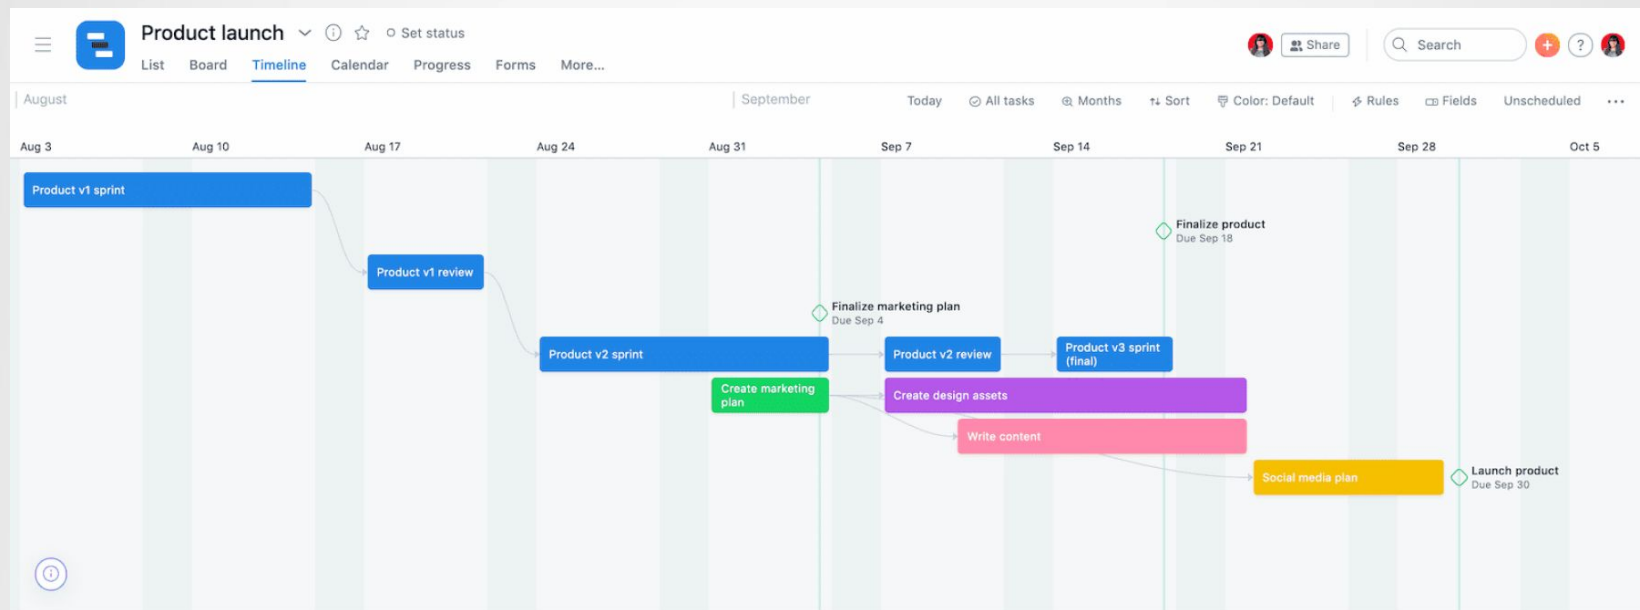 Product launch
Set status
Share
Search
+
?
List Board Timeline Calendar Progress Forms More...
August September
Today All tasks Months Sort Color: Default Rules Fields Unscheduled
Aug 3 Aug 10 Aug 17 Aug 24 Aug 31 Sep 7 Sep 14 Sep 21 Sep 28 Oct 5
Product v1 sprint
Finalize product
Due Sep 18
Product v1 review
Finalize marketing plan
Due Sep 4
Product v2 sprint
Product v2 review
Product v3 sprint
(final)
Create marketing
plan
Create design assets
Write content
Social media plan
Launch product
Due Sep 30